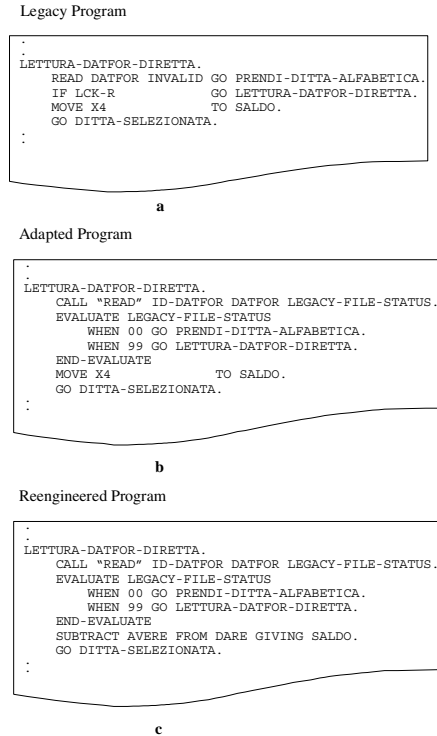 Legacy Program
.
.
LETTURA-DATFOR-DIRETTA.
READ DATFOR INVALID GO PRENDI-DITTA-ALFABETICA.
IF LCK-R GO LETTURA-DATFOR-DIRETTA.
MOVE X4 TO SALDO.
GO DITTA-SELEZIONATA.
.
.
a
Adapted Program
.
.
LETTURA-DATFOR-DIRETTA.
CALL “READ” ID-DATFOR DATFOR LEGACY-FILE-STATUS.
EVALUATE LEGACY-FILE-STATUS
WHEN 00 GO PRENDI-DITTA-ALFABETICA.
WHEN 99 GO LETTURA-DATFOR-DIRETTA.
END-EVALUATE
MOVE X4 TO SALDO.
GO DITTA-SELEZIONATA.
.
.
b
Reengineered Program
.
.
LETTURA-DATFOR-DIRETTA.
CALL “READ” ID-DATFOR DATFOR LEGACY-FILE-STATUS.
EVALUATE LEGACY-FILE-STATUS
WHEN 00 GO PRENDI-DITTA-ALFABETICA.
WHEN 99 GO LETTURA-DATFOR-DIRETTA.
END-EVALUATE
SUBTRACT AVERE FROM DARE GIVING SALDO.
GO DITTA-SELEZIONATA.
.
.
c